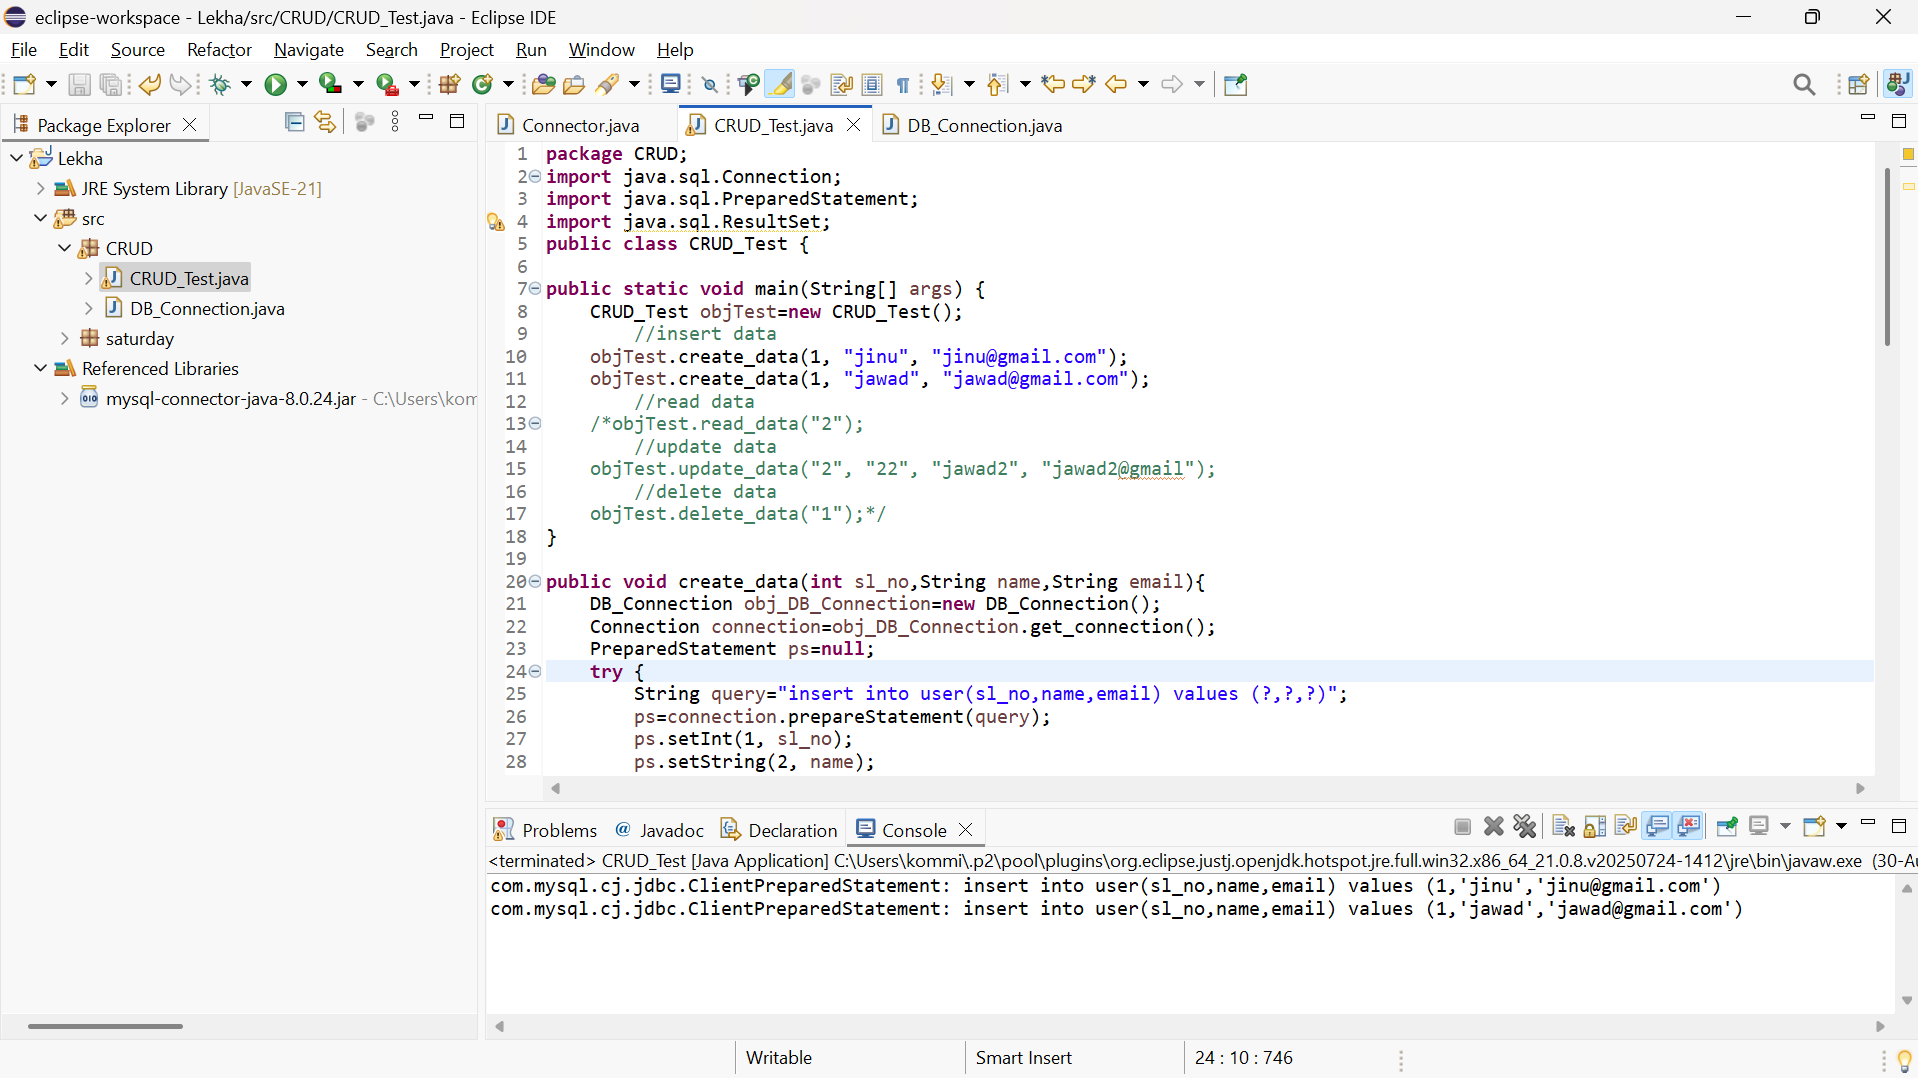 eclipse-workspace - Lekha/src/CRUD/CRUD_Test.java - Eclipse IDE
File Edit Source Refactor Navigate Search Project Run Window Help
Package Explorer
Lekha
JRE System Library [JavaSE-21]
src
CRUD
CRUD_Test.java
DB_Connection.java
saturday
Referenced Libraries
mysql-connector-java-8.0.24.jar - C:\Users\kom
Connector.java CRUD_Test.java DB_Connection.java
1 package CRUD;
2 import java.sql.Connection;
3 import java.sql.PreparedStatement;
4 import java.sql.ResultSet;
5 public class CRUD_Test {
6
7 public static void main(String[] args) {
8 CRUD_Test objTest=new CRUD_Test();
9 //insert data
10 objTest.create_data(1, "jinu", "jinu@gmail.com");
11 objTest.create_data(1, "jawad", "jawad@gmail.com");
12 //read data
13 /*objTest.read_data("2");
14 //update data
15 objTest.update_data("2", "22", "jawad2", "jawad2@gmail");
16 //delete data
17 objTest.delete_data("1");*/
18 }
19
20 public void create_data(int sl_no,String name,String email){
21 DB_Connection obj_DB_Connection=new DB_Connection();
22 Connection connection=obj_DB_Connection.get_connection();
23 PreparedStatement ps=null;
24 try {
25 String query="insert into user(sl_no,name,email) values (?,?,?)";
26 ps=connection.prepareStatement(query);
27 ps.setInt(1, sl_no);
28 ps.setString(2, name);
Problems @ Javadoc Declaration Console
<terminated> CRUD_Test [Java Application] C:\Users\kommi\.p2\pool\plugins\org.eclipse.justj.openjdk.hotspot.jre.full.win32.x86_64_21.0.8.v20250724-1412\jre\bin\javaw.exe (30-Au
com.mysql.cj.jdbc.ClientPreparedStatement: insert into user(sl_no,name,email) values (1,'jinu','jinu@gmail.com')
com.mysql.cj.jdbc.ClientPreparedStatement: insert into user(sl_no,name,email) values (1,'jawad','jawad@gmail.com')
Writable Smart Insert 24 : 10 : 746